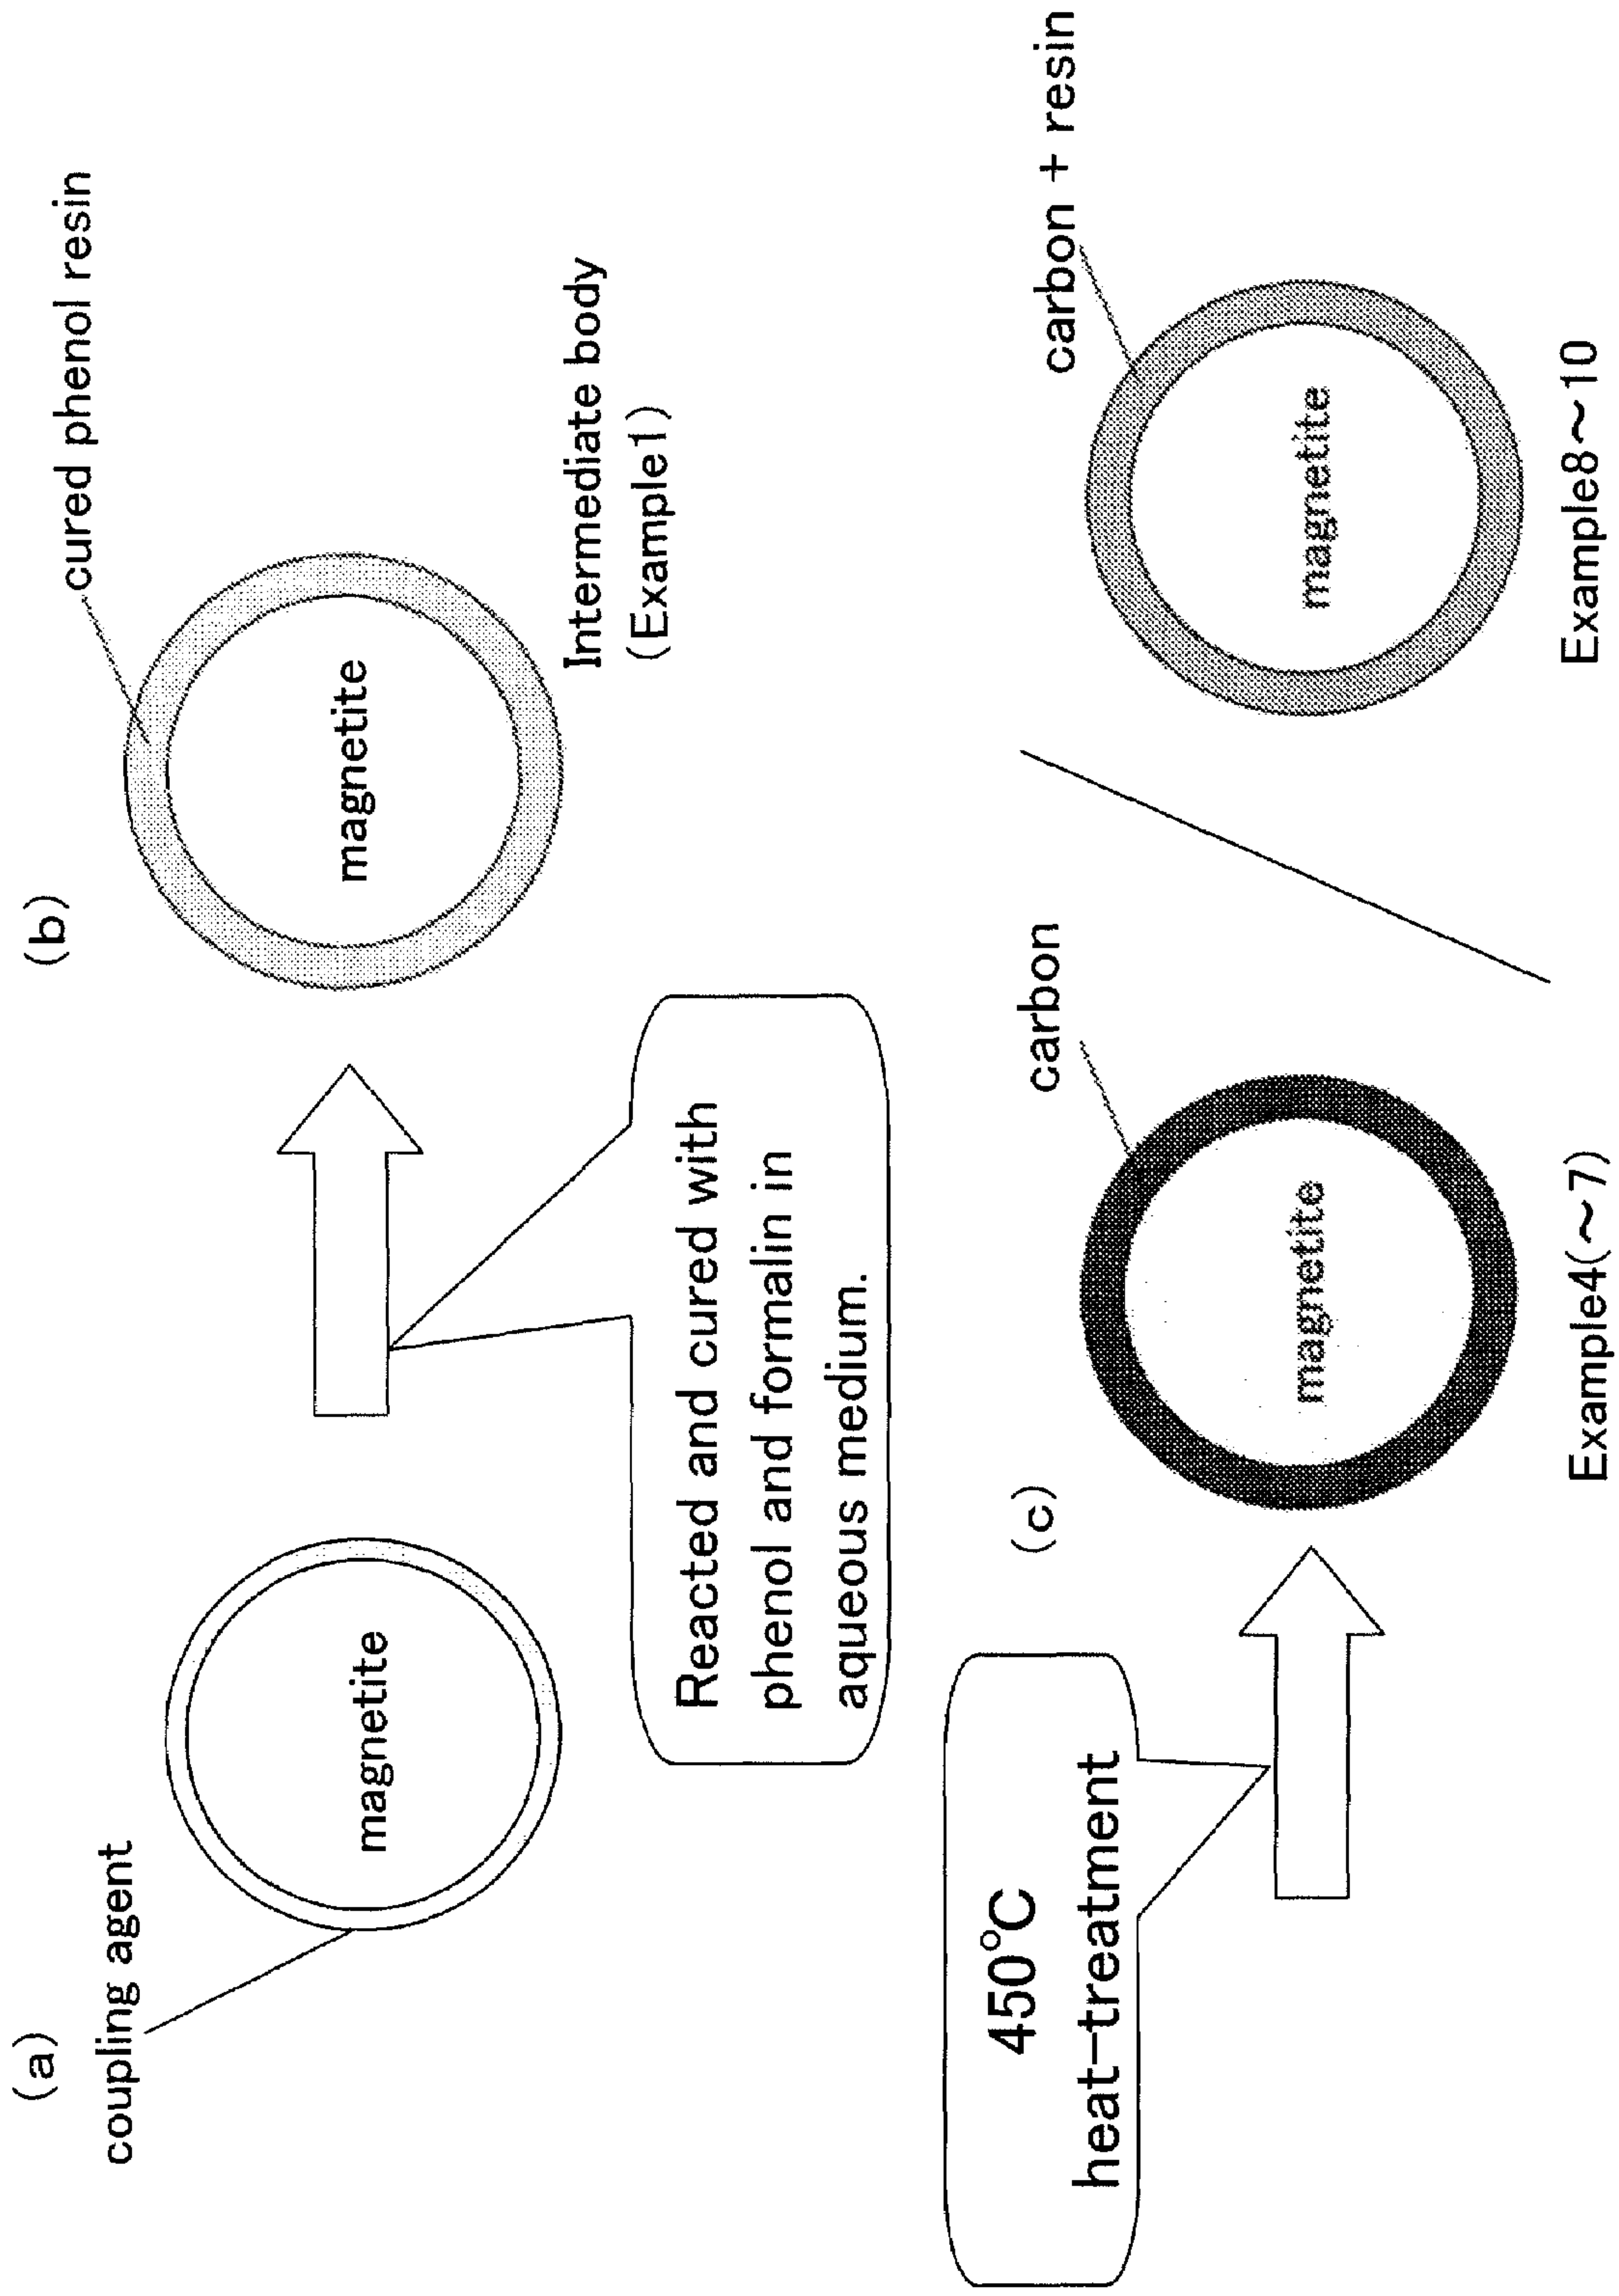 (a)
coupling agent
magnetite
Reacted and cured with
phenol and formalin in
aqueous medium.
(b)
cured phenol resin
magnetite
Intermediate body
(Example1)
450℃
heat-treatment
(c)
carbon
magnetite
Example4(~7)
carbon + resin
magnetite
Example8~10